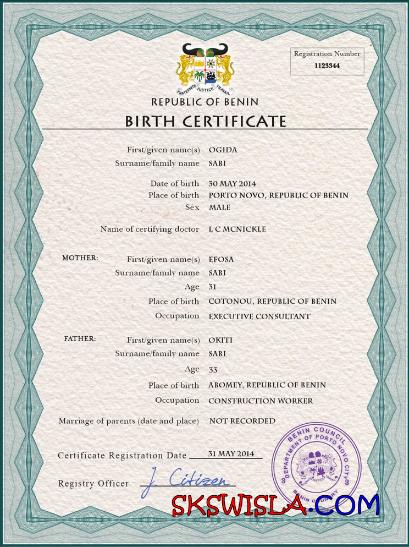 Registration Number
1123344
FRATERNITE JUSTICE TRAVAIL
REPUBLIC OF BENIN
BIRTH CERTIFICATE
First/given name(s) OGIDA
Surname/family name SABI
Date of birth 30 MAY 2014
Place of birth PORTO NOVO, REPUBLIC OF BENIN
Sex MALE
Name of certifying doctor L C MCNICKLE
MOTHER: First/given name(s) EFOSA
Surname/family name SABI
Age 31
Place of birth COTONOU, REPUBLIC OF BENIN
Occupation EXECUTIVE CONSULTANT
FATHER: First/given name(s) OKITI
Surname/family name SABI
Age 33
Place of birth ABOMEY, REPUBLIC OF BENIN
Occupation CONSTRUCTION WORKER
Marriage of parents (date and place) NOT RECORDED
Certificate Registration Date 31 MAY 2014
Registry Officer J Citizen
BENIN COUNCIL
DEPARTMENT OF PORTO NOVO CITY
SKSWISLA.COM